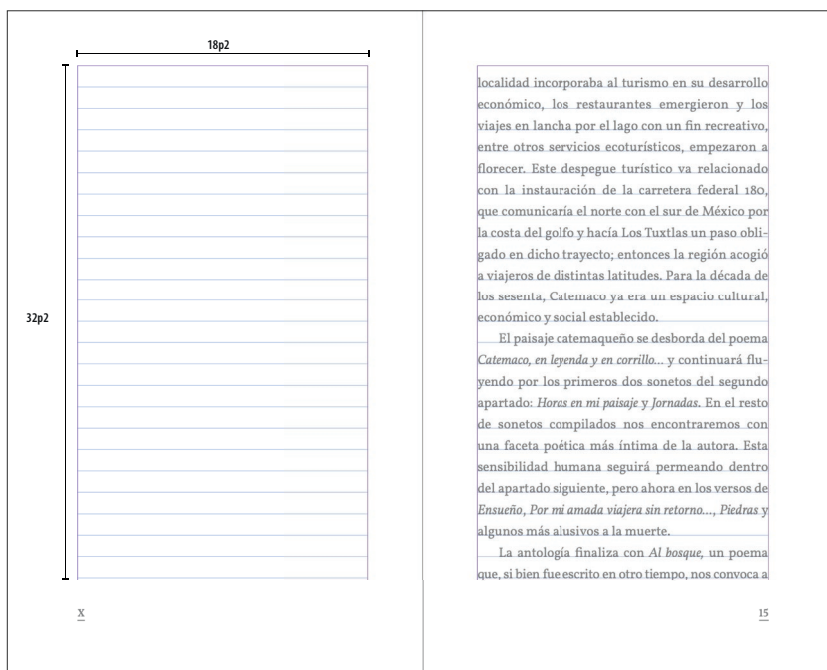 18p2
32p2
X
localidad incorporaba al turismo en su desarrollo
económico, los restaurantes emergieron y los
viajes en lancha por el lago con un fin recreativo,
entre otros servicios ecoturísticos, empezaron a
florecer. Este despegue turístico va relacionado
con la instauración de la carretera federal 180,
que comunicaría el norte con el sur de México por
la costa del golfo y hacía Los Tuxtlas un paso obli-
gado en dicho trayecto; entonces la región acogió
a viajeros de distintas latitudes. Para la década de
los sesenta, Catemaco ya era un espacio cultural,
económico y social establecido.
El paisaje catemaqueño se desborda del poema
Catemaco, en leyenda y en corrillo... y continuará flu-
yendo por los primeros dos sonetos del segundo
apartado: Horas en mi paisaje y Jornadas. En el resto
de sonetos compilados nos encontraremos con
una faceta poética más íntima de la autora. Esta
sensibilidad humana seguirá permeando dentro
del apartado siguiente, pero ahora en los versos de
Ensueño, Por mi amada viajera sin retorno..., Piedras y
algunos más alusivos a la muerte.
La antología finaliza con Al bosque, un poema
que, si bien fue escrito en otro tiempo, nos convoca a
15